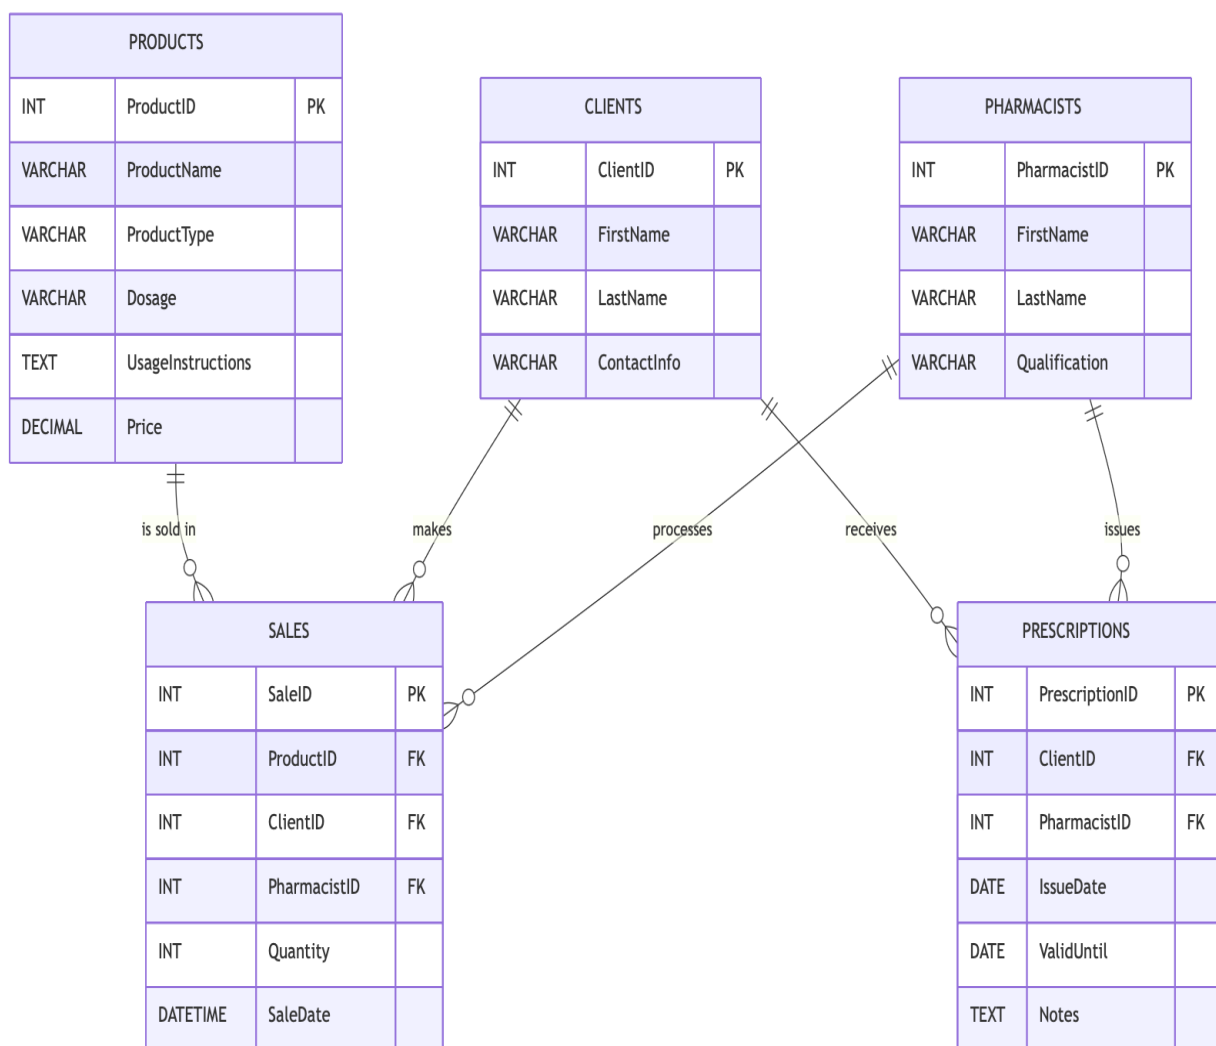 PRODUCTS
INT ProductID PK
VARCHAR ProductName
VARCHAR ProductType
VARCHAR Dosage
TEXT UsageInstructions
DECIMAL Price
CLIENTS
INT ClientID PK
VARCHAR FirstName
VARCHAR LastName
VARCHAR ContactInfo
PHARMACISTS
INT PharmacistID PK
VARCHAR FirstName
VARCHAR LastName
VARCHAR Qualification
is sold in
makes
processes
receives
issues
SALES
INT SaleID PK
INT ProductID FK
INT ClientID FK
INT PharmacistID FK
INT Quantity
DATETIME SaleDate
PRESCRIPTIONS
INT PrescriptionID PK
INT ClientID FK
INT PharmacistID FK
DATE IssueDate
DATE ValidUntil
TEXT Notes